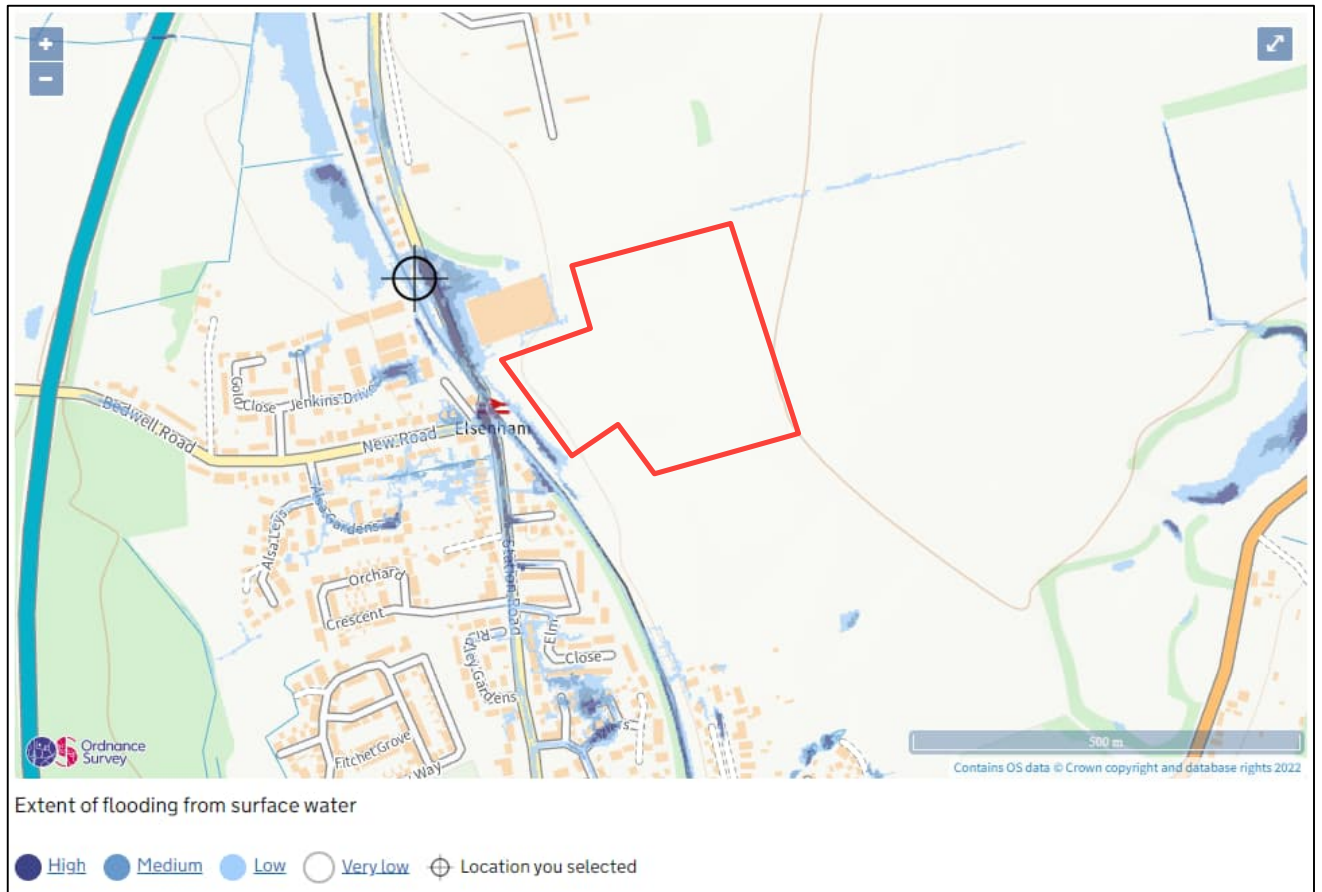 +
−
Gold
Close
Jenkins Drive
Bedwell Road
New Road
Elsenham
Alsa Gardens
Alsa Leys
Station Road
Orchard
Crescent
Ridley Gardens
Elm
Close
Fitchet Grove
Way
Ordnance
Survey
500 m
Contains OS data © Crown copyright and database rights 2022
Extent of flooding from surface water
High Medium Low Very low Location you selected